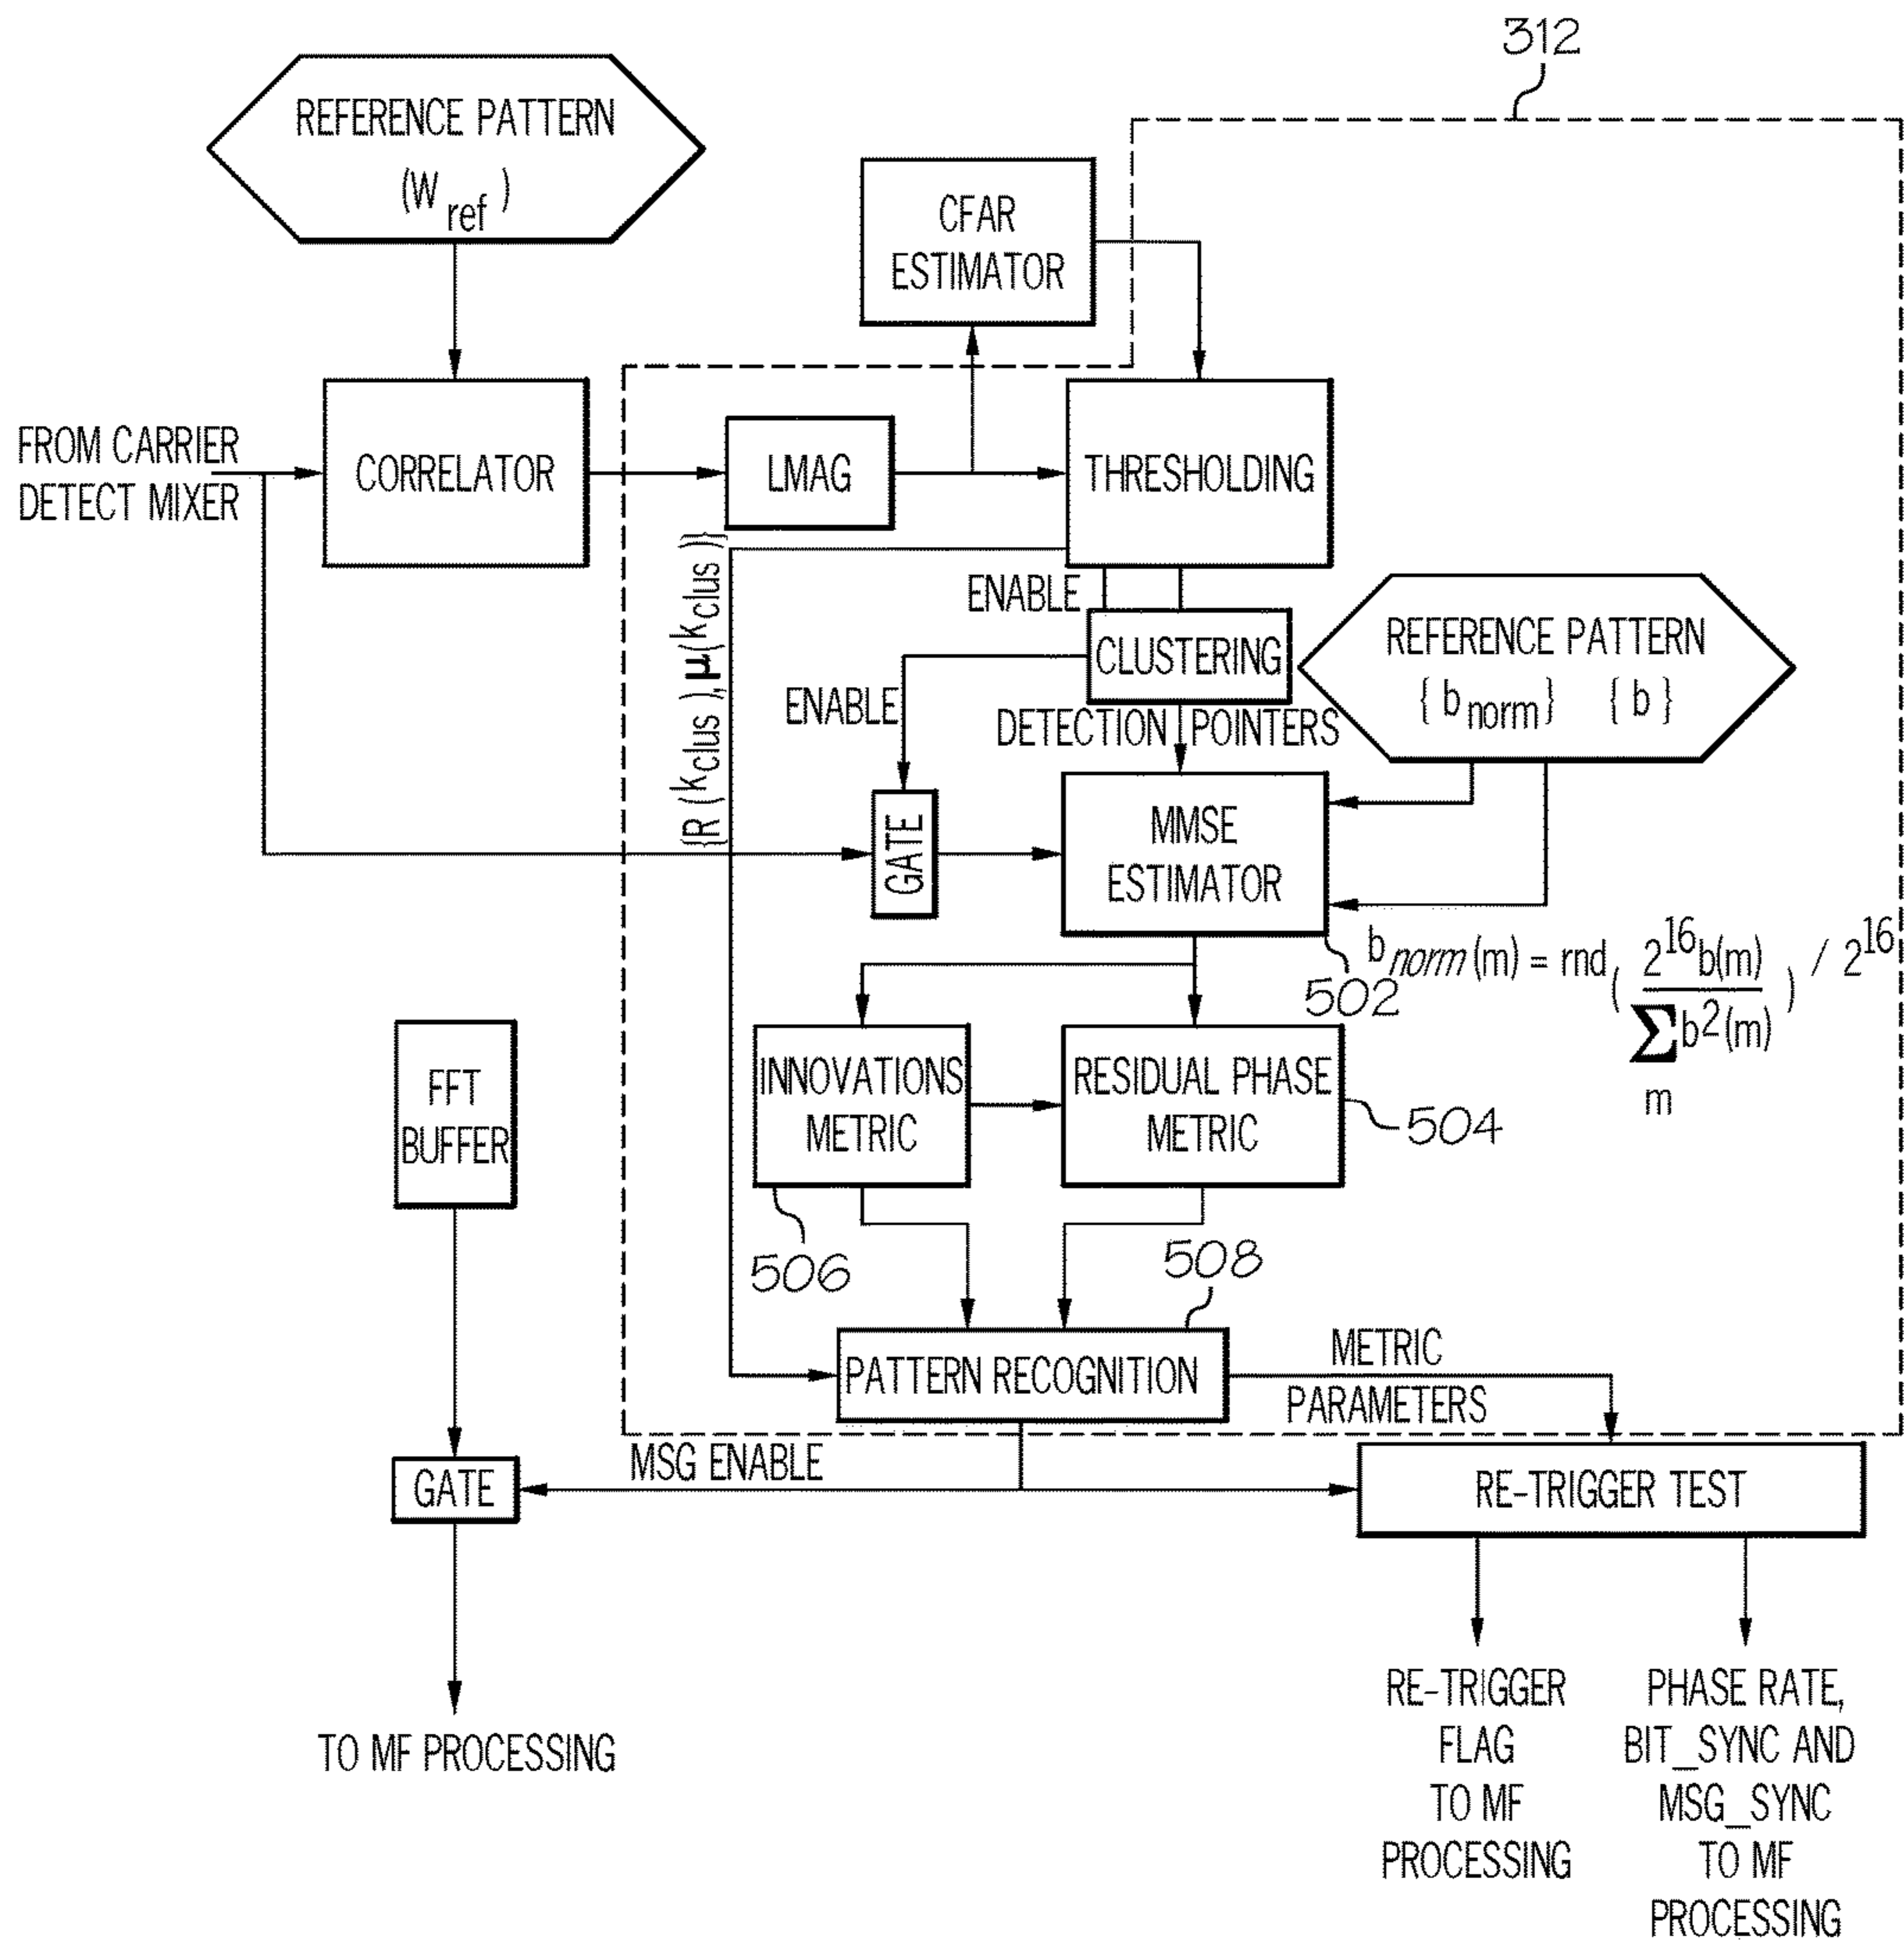 312
REFERENCE PATTERN
(W ref )
CFAR
ESTIMATOR
FROM CARRIER
DETECT MIXER
CORRELATOR
LMAG
THRESHOLDING
{R (k clus ), μ(k clus )}
ENABLE
CLUSTERING
REFERENCE PATTERN
{ b norm } { b }
ENABLE
DETECTION POINTERS
GATE
MMSE
ESTIMATOR
502
b norm (m) = rnd ( 2^16 b(m) / Σ m b^2 (m) ) / 2^16
FFT
BUFFER
INNOVATIONS
METRIC
RESIDUAL PHASE
METRIC
504
506
508
PATTERN RECOGNITION
METRIC
PARAMETERS
MSG ENABLE
GATE
RE-TRIGGER TEST
TO MF PROCESSING
RE-TRIGGER
FLAG
TO MF
PROCESSING
PHASE RATE,
BIT_SYNC AND
MSG_SYNC
TO MF
PROCESSING